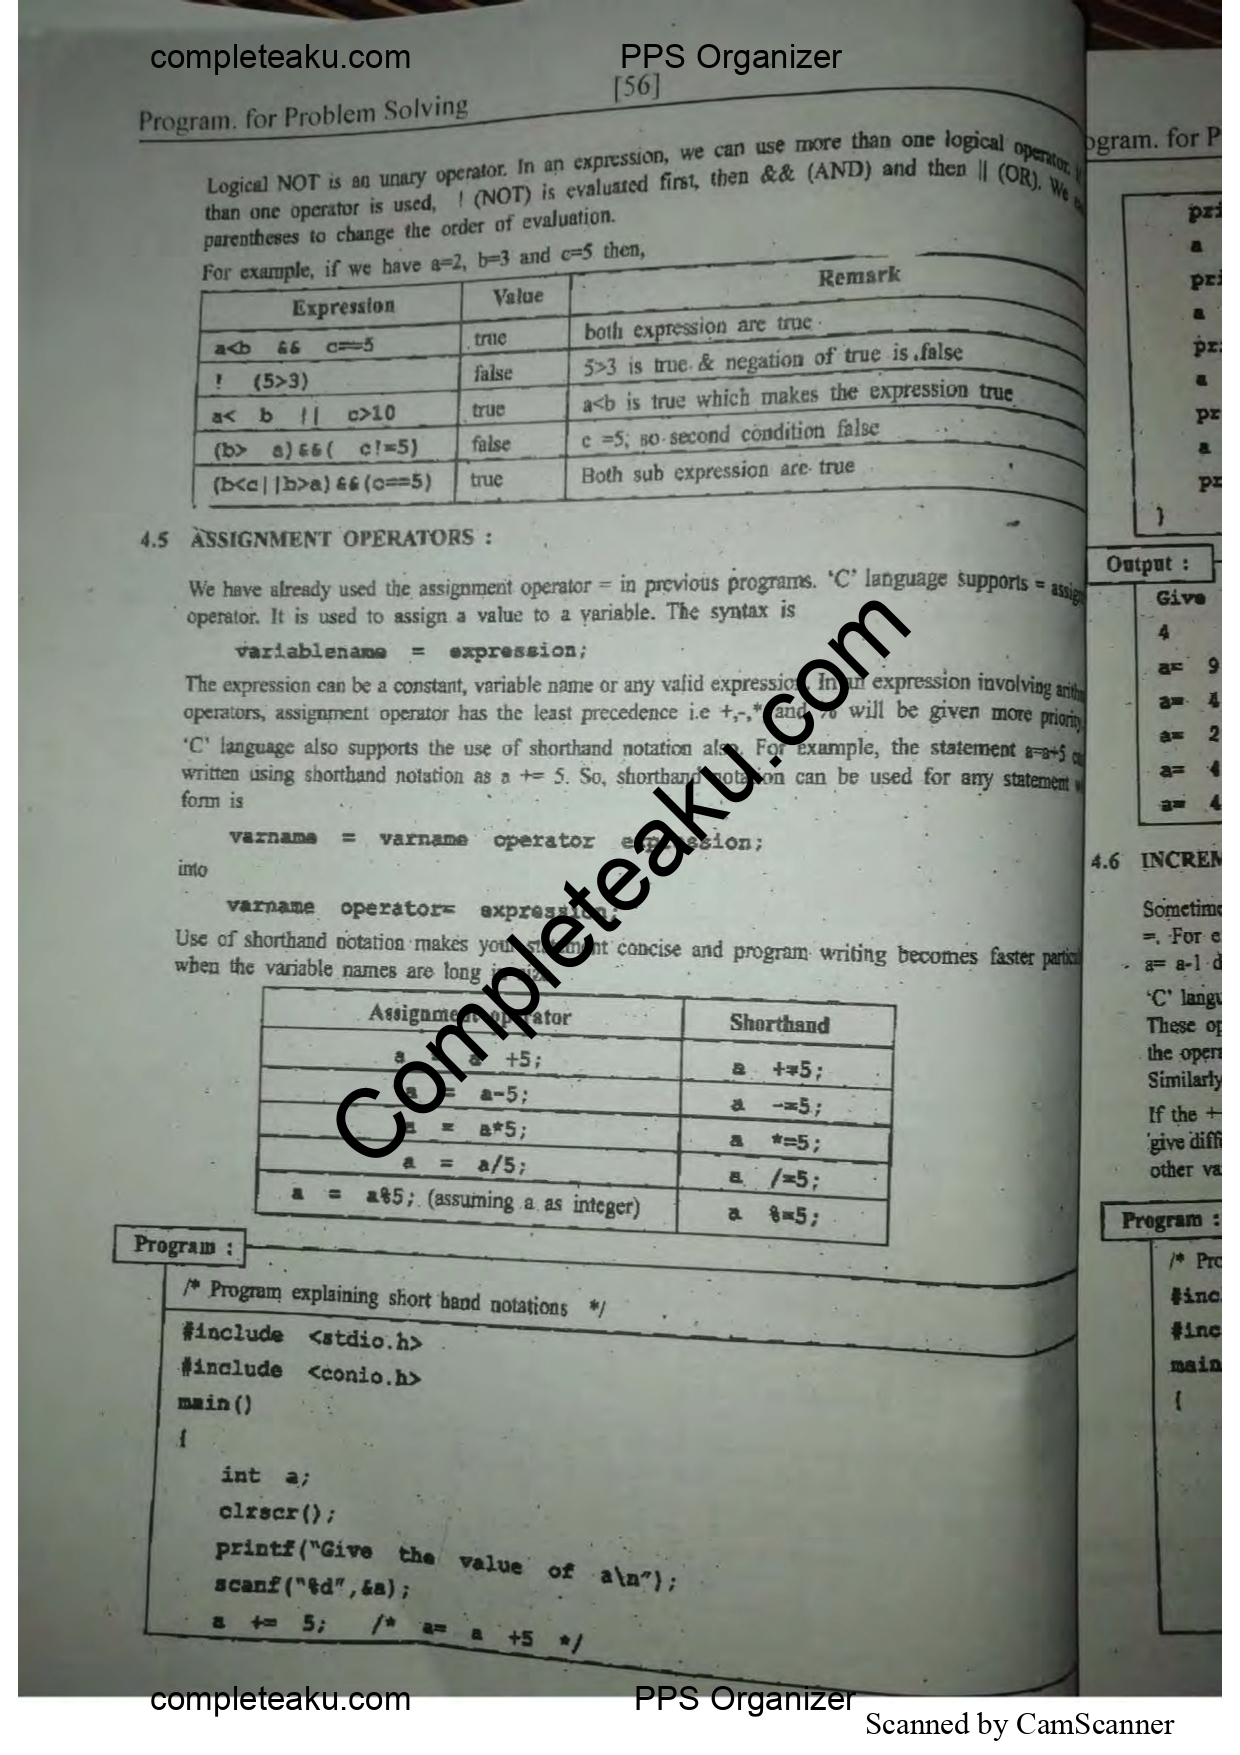 completeaku.com PPS Organizer
[56]
Program. for Problem Solving
Logical NOT is an unary operator. In an expression, we can use more than one logical operator.
than one operator is used, ! (NOT) is evaluated first, then && (AND) and then || (OR). We
parentheses to change the order of evaluation.
For example, if we have a=2, b=3 and c=5 then,
Expression Value Remark
a<b && c==5 true both expression are true
! (5>3) false 5>3 is true & negation of true is false
a< b || c>10 true a<b is true which makes the expression true
(b> a)&&( c!=5) false c =5; so second condition false
(b<c||b>a)&&(c==5) true Both sub expression are true
4.5 ASSIGNMENT OPERATORS :
We have already used the assignment operator = in previous programs. 'C' language supports =
operator. It is used to assign a value to a variable. The syntax is
variablename = expression;
The expression can be a constant, variable name or any valid expression. In an expression involving
operators, assignment operator has the least precedence i.e +,-,* and % will be given more priority
'C' language also supports the use of shorthand notation also. For example, the statement a=a+5
written using shorthand notation as a += 5. So, shorthand notation can be used for any statement
form is
varname = varname operator expression;
into
varname operator= expression;
Use of shorthand notation makes your statement concise and program writing becomes faster
when the variable names are long in size
Assignment operator Shorthand
a = a +5; a +=5;
a = a-5; a -=5;
a = a*5; a *=5;
a = a/5; a /=5;
a = a%5; (assuming a as integer) a %=5;
Program :
/* Program explaining short hand notations */
#include <stdio.h>
#include <conio.h>
main()
{
int a;
clrscr();
printf("Give the value of a\n");
scanf("%d",&a);
a += 5; /* a= a +5 */
Completeaku.com
ogram. for P
pri
a
pri
a
pr
a
pr
a
pr
}
Output :
Give
4
a= 9
a= 4
a= 2
a= 4
a= 4
4.6 INCREM
Sometime
=. For e
a= a-1 d
'C' langu
These op
the opera
Similarly
If the +
give diff
other va
Program :
/* Pro
#inc
#inc
main
{
completeaku.com PPS Organizer
Scanned by CamScanner